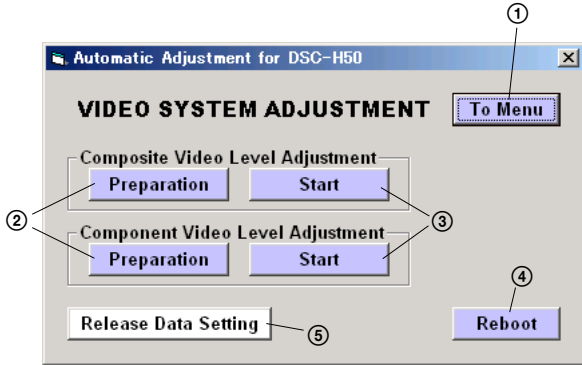 ①
Automatic Adjustment for DSC-H50
VIDEO SYSTEM ADJUSTMENT
To Menu
Composite Video Level Adjustment
Preparation
Start
②
③
Component Video Level Adjustment
Preparation
Start
④
Release Data Setting
⑤
Reboot